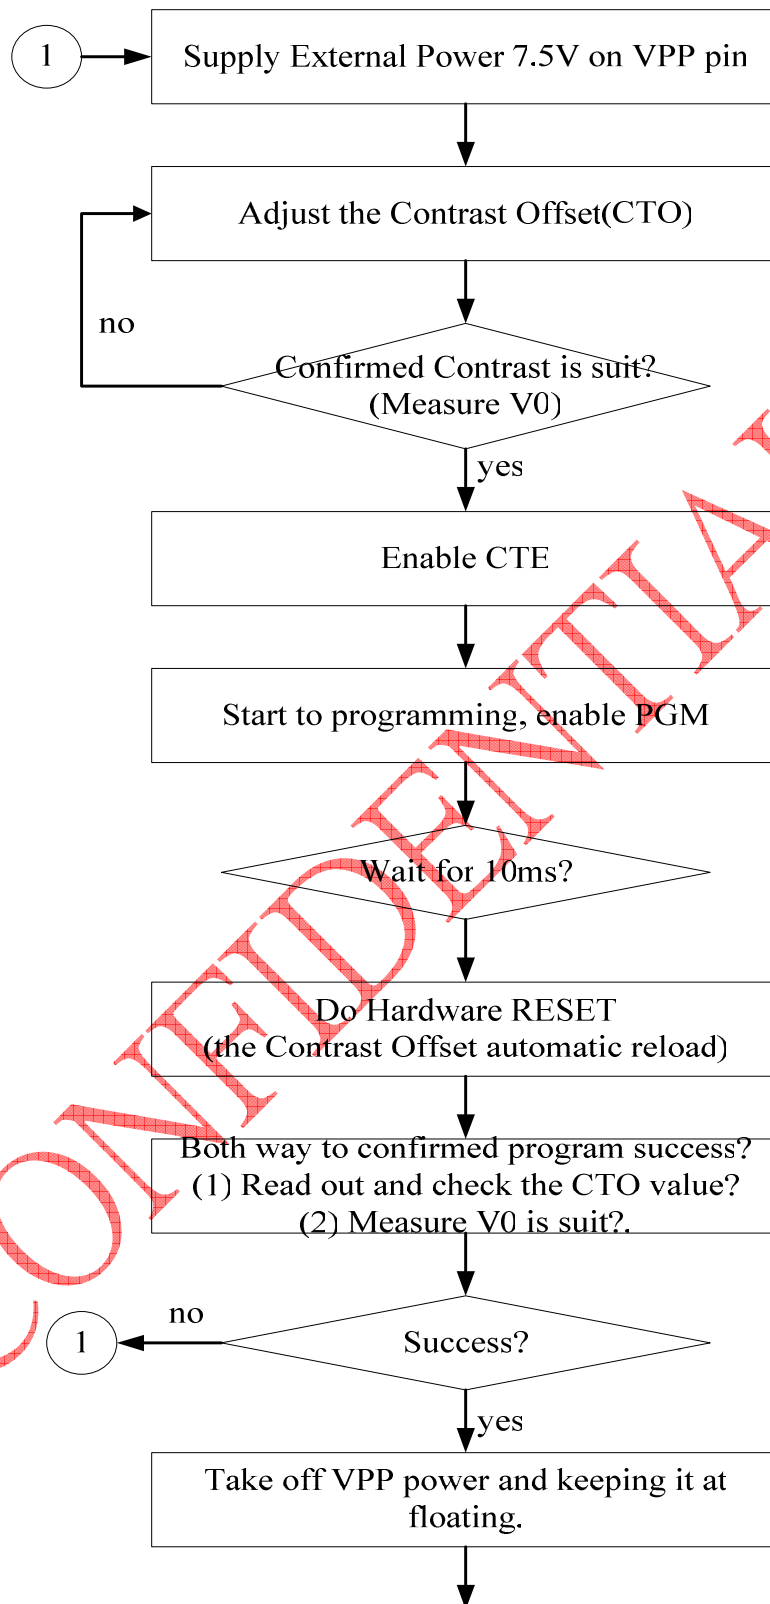 1
Supply External Power 7.5V on VPP pin
Adjust the Contrast Offset(CTO)
no
Confirmed Contrast is suit?
(Measure V0)
yes
Enable CTE
Start to programming, enable PGM
Wait for 10ms?
Do Hardware RESET
(the Contrast Offset automatic reload)
Both way to confirmed program success?
(1) Read out and check the CTO value?
(2) Measure V0 is suit?.
no
1
Success?
yes
Take off VPP power and keeping it at
floating.
CONFIDENTIAL